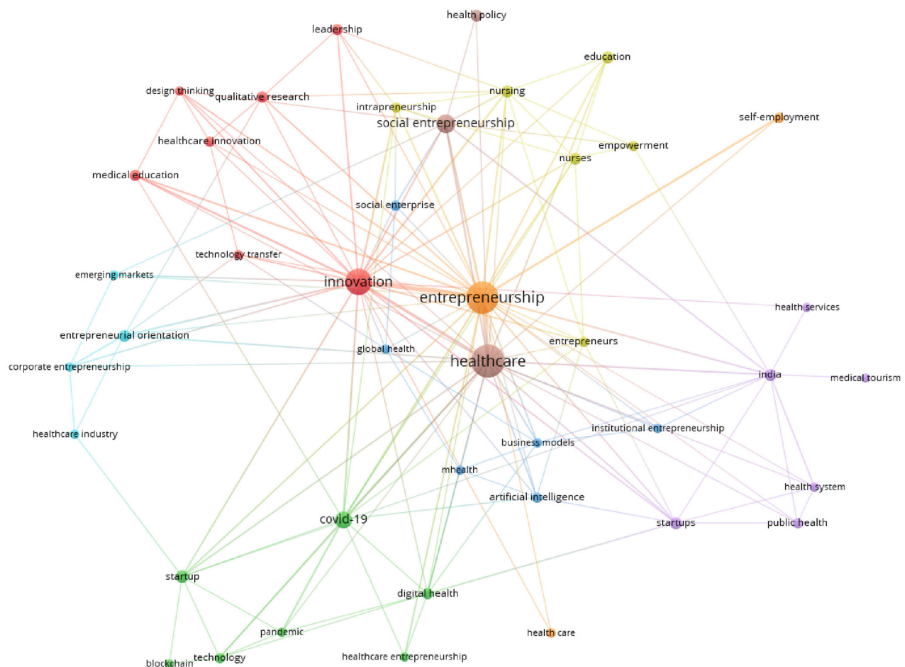 health policy
leadership
education
design thinking
qualitative research
nursing
intrapreneurship
social entrepreneurship
self-employment
healthcare innovation
empowerment
nurses
medical education
social enterprise
technology transfer
emerging markets
innovation
entrepreneurship
health services
entrepreneurial orientation
entrepreneurs
global health
corporate entrepreneurship
healthcare
india
medical tourism
healthcare industry
institutional entrepreneurship
business models
mhealth
health system
artificial intelligence
covid-19
startups
public health
startup
digital health
pandemic
health care
blockchain
technology
healthcare entrepreneurship